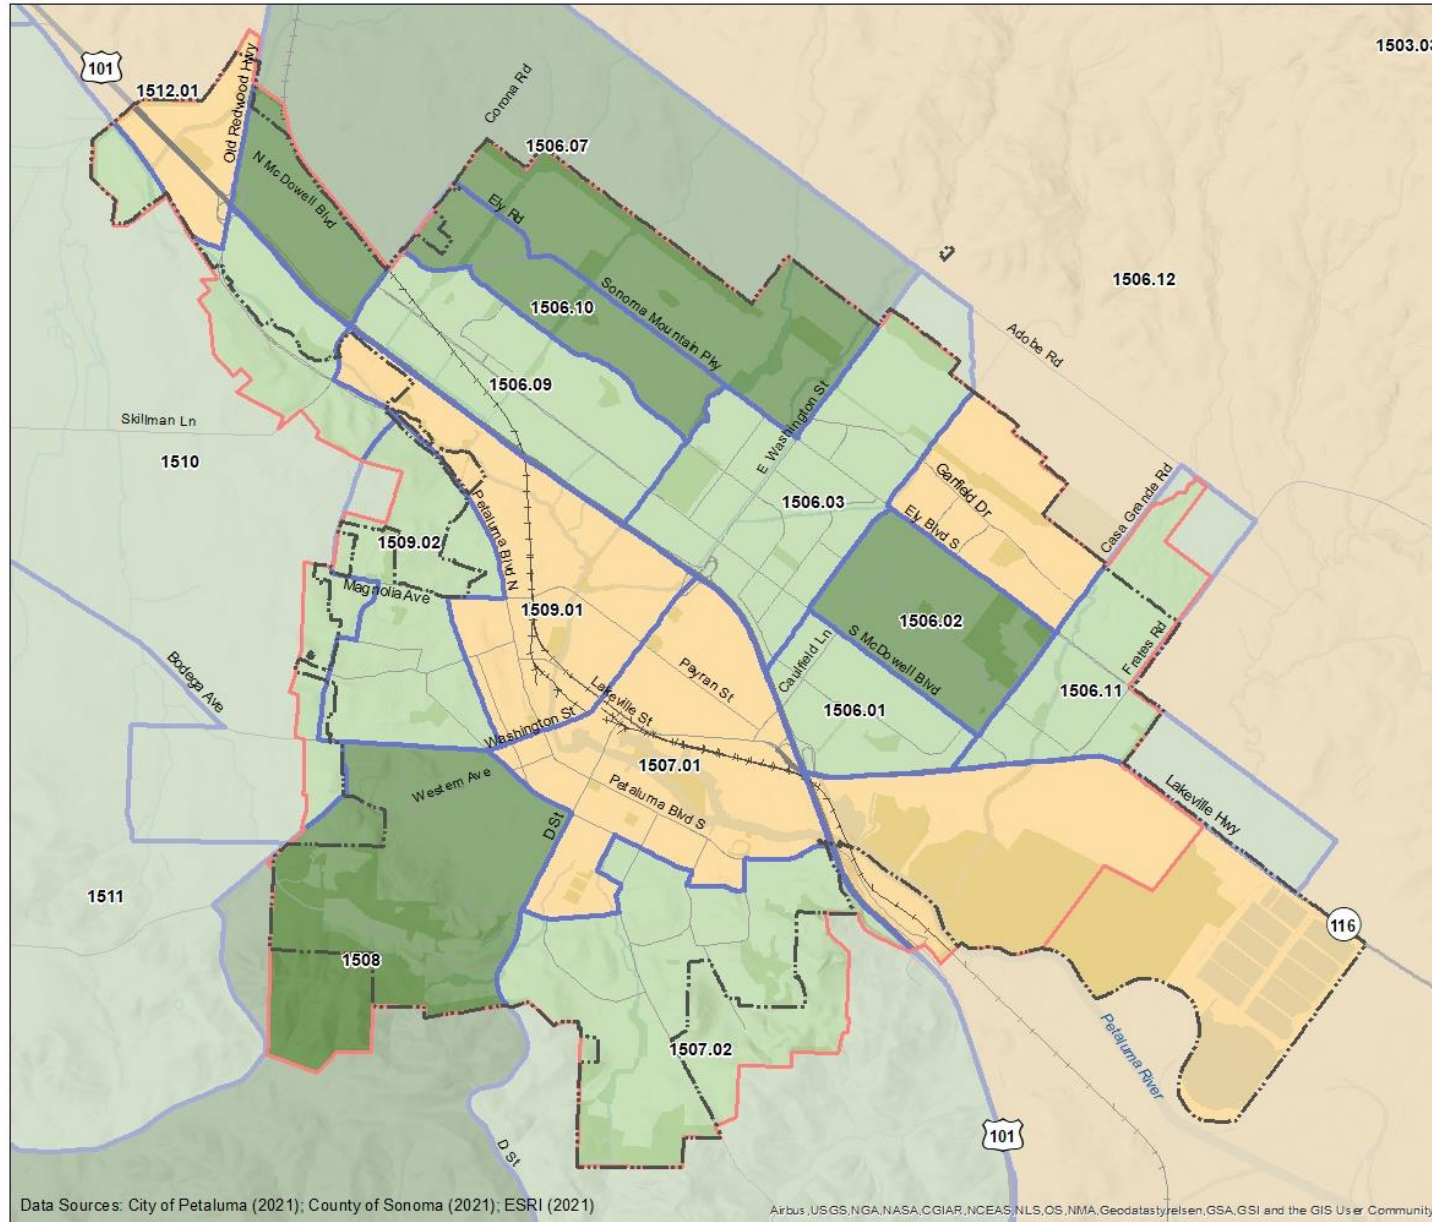 1503.03
101
1512.01
Old Redwood Hwy
Corona Rd
1506.07
N McDowell Blvd
Ely Rd
1506.12
1506.10
Sonoma Mountain Pky
Adobe Rd
1506.09
Skillman Ln
E Washington St
1510
Garfield Dr
Casa Grande Rd
1506.03
Petaluma Blvd N
Ely Blvd S
1509.02
Magnolia Ave
1509.01
1506.02
S McDowell Blvd
Caulfield Ln
Frates Rd
Payran St
Bodega Ave
Lakeville St
1506.11
1506.01
Washington St
1507.01
Western Ave
Petaluma Blvd S
Lakeville Hwy
D St
1511
116
1508
1507.02
Petaluma River
101
D St
Data Sources: City of Petaluma (2021); County of Sonoma (2021); ESRI (2021)
Airbus,USGS,NGA,NASA,CGIAR,NCEAS,NLS,OS,NMA,Geodatastyrelsen,GSA,GSI and the GIS User Community